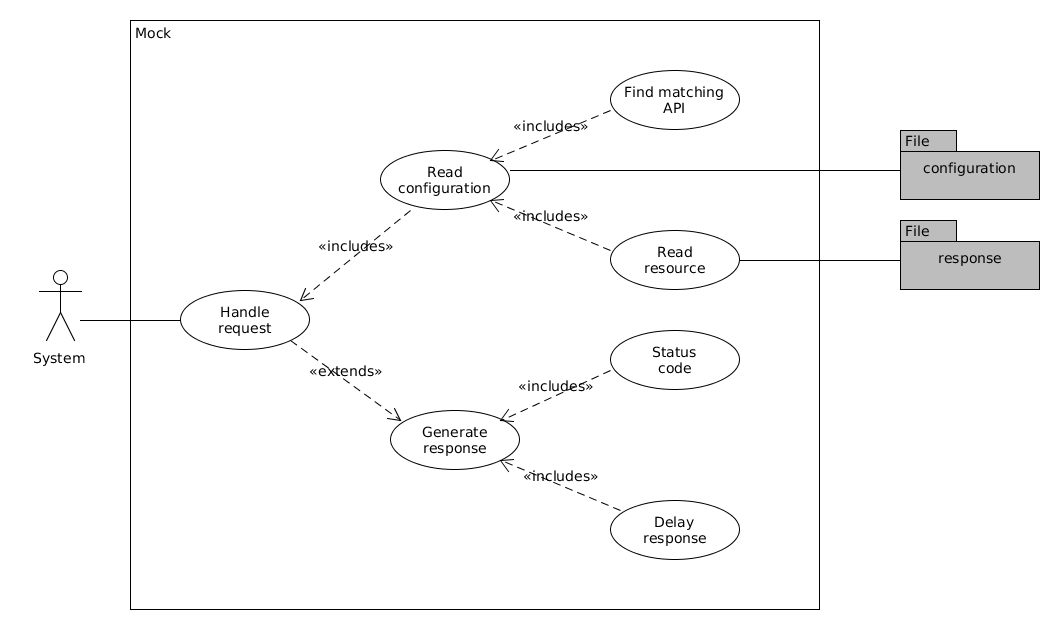 Mock
Find matching
API
«includes»
File
configuration
Read
configuration
«includes»
File
response
«includes»
Read
resource
Handle
request
System
Status
code
«extends»
«includes»
Generate
response
«includes»
Delay
response